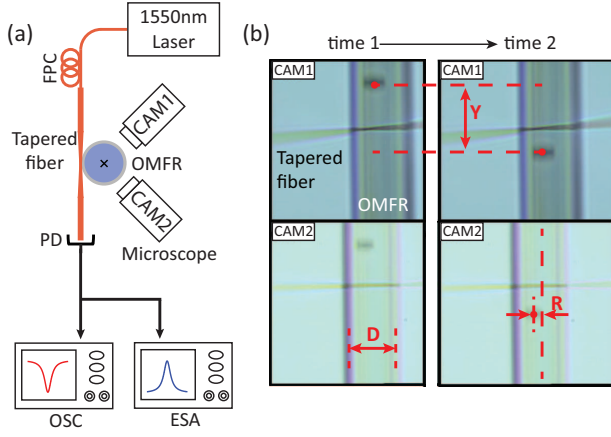 (a)
1550nm
Laser
FPC
CAM1
Tapered
fiber
OMFR
CAM2
PD
Microscope
OSC
ESA
(b)
time 1
time 2
CAM1
CAM1
Y
Tapered
fiber
OMFR
CAM2
CAM2
D
R